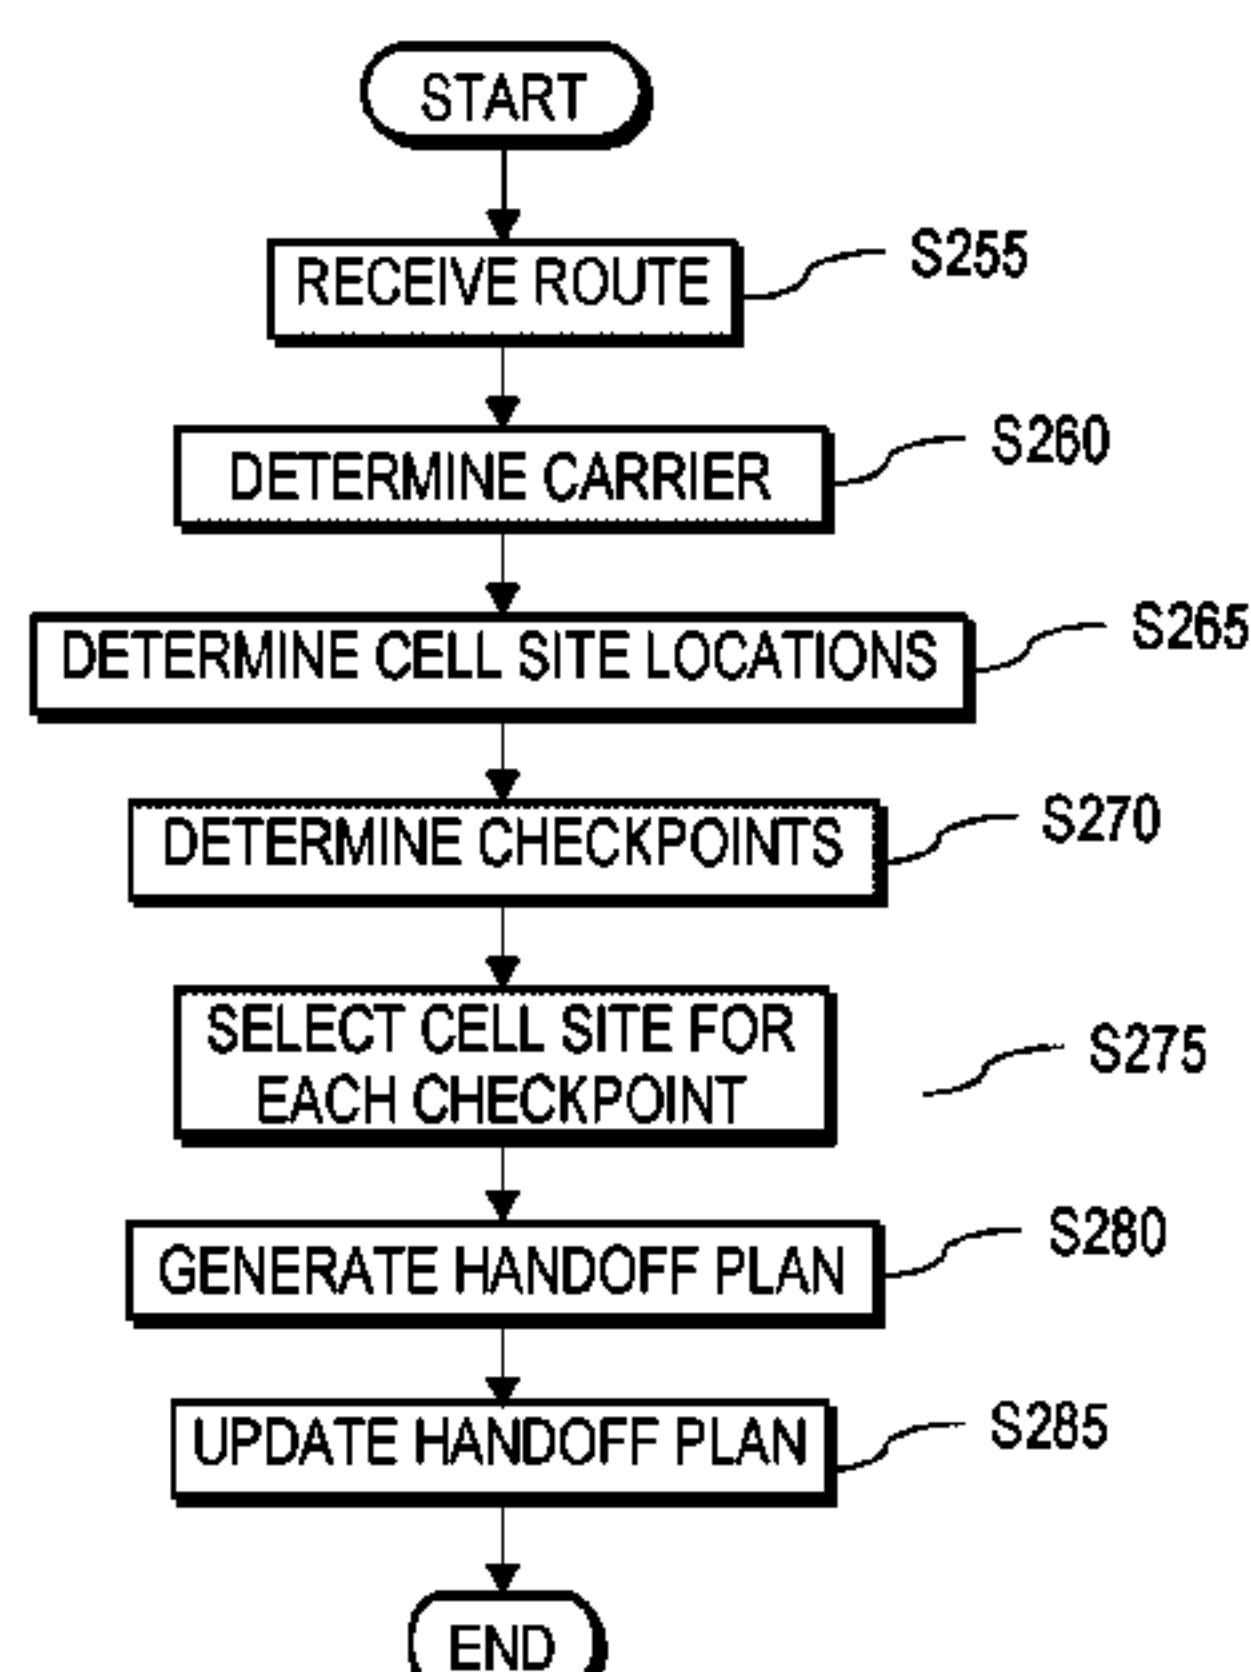 START
RECEIVE ROUTE
S255
DETERMINE CARRIER
S260
DETERMINE CELL SITE LOCATIONS
S265
DETERMINE CHECKPOINTS
S270
SELECT CELL SITE FOR
EACH CHECKPOINT
S275
GENERATE HANDOFF PLAN
S280
UPDATE HANDOFF PLAN
S285
END